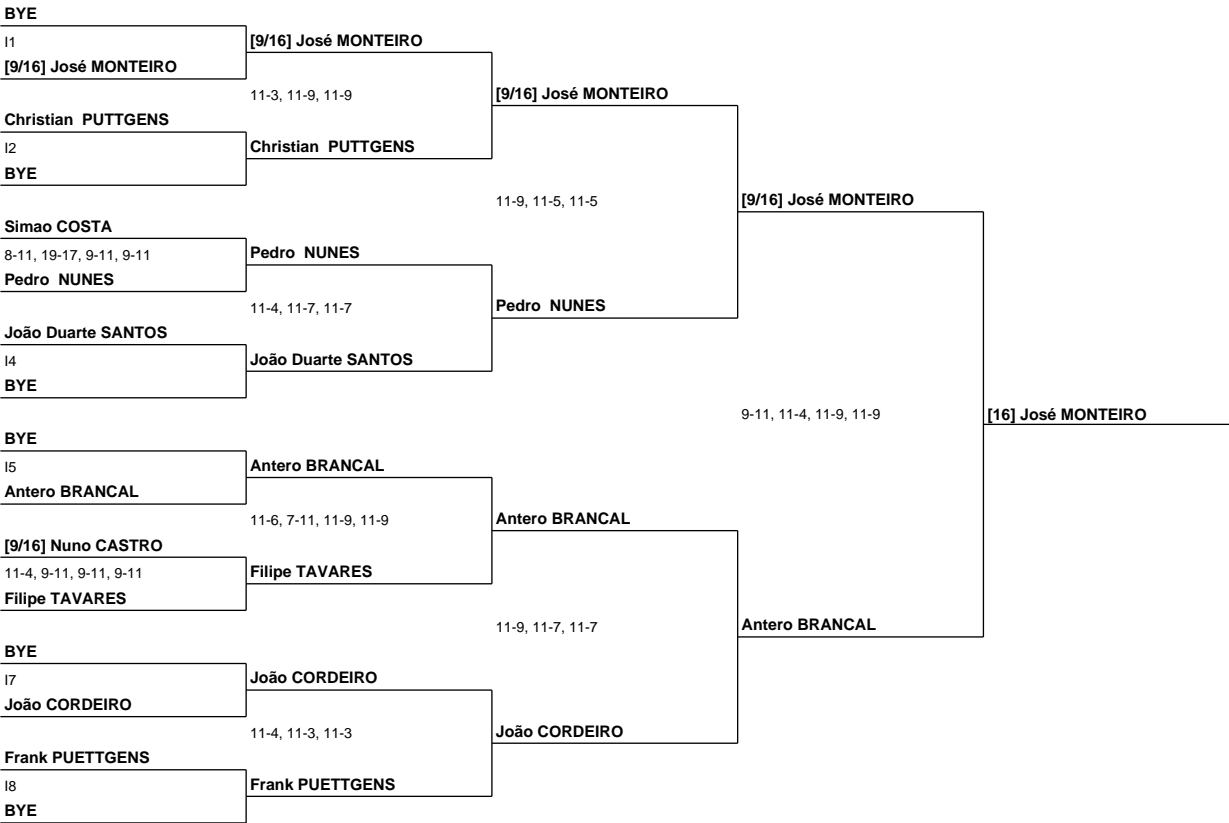 BYE
I1
[9/16] José MONTEIRO
Christian  PUTTGENS
I2
BYE
Simao COSTA
8-11, 19-17, 9-11, 9-11
Pedro  NUNES
João Duarte SANTOS
I4
BYE
BYE
I5
Antero BRANCAL
[9/16] Nuno CASTRO
11-4, 9-11, 9-11, 9-11
Filipe TAVARES
BYE
I7
João CORDEIRO
Frank PUETTGENS
I8
BYE
[9/16] José MONTEIRO
11-3, 11-9, 11-9
Christian  PUTTGENS
Pedro  NUNES
11-4, 11-7, 11-7
João Duarte SANTOS
Antero BRANCAL
11-6, 7-11, 11-9, 11-9
Filipe TAVARES
João CORDEIRO
11-4, 11-3, 11-3
Frank PUETTGENS
[9/16] José MONTEIRO
11-9, 11-5, 11-5
Pedro  NUNES
Antero BRANCAL
11-9, 11-7, 11-7
João CORDEIRO
[9/16] José MONTEIRO
9-11, 11-4, 11-9, 11-9
Antero BRANCAL
[16] José MONTEIRO